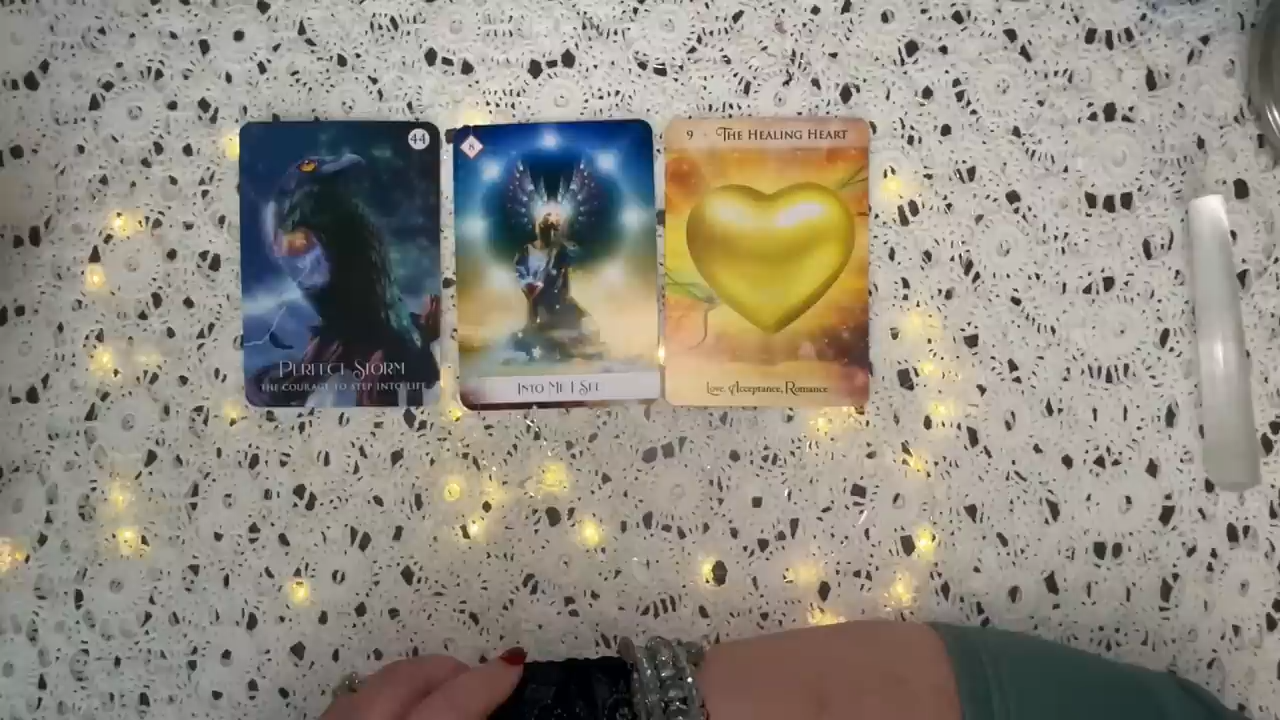 44
PERFECT STORM
THE COURAGE TO STEP INTO LIFE
8
INTO ME I SEE
9 · THE HEALING HEART
Love, Acceptance, Romance